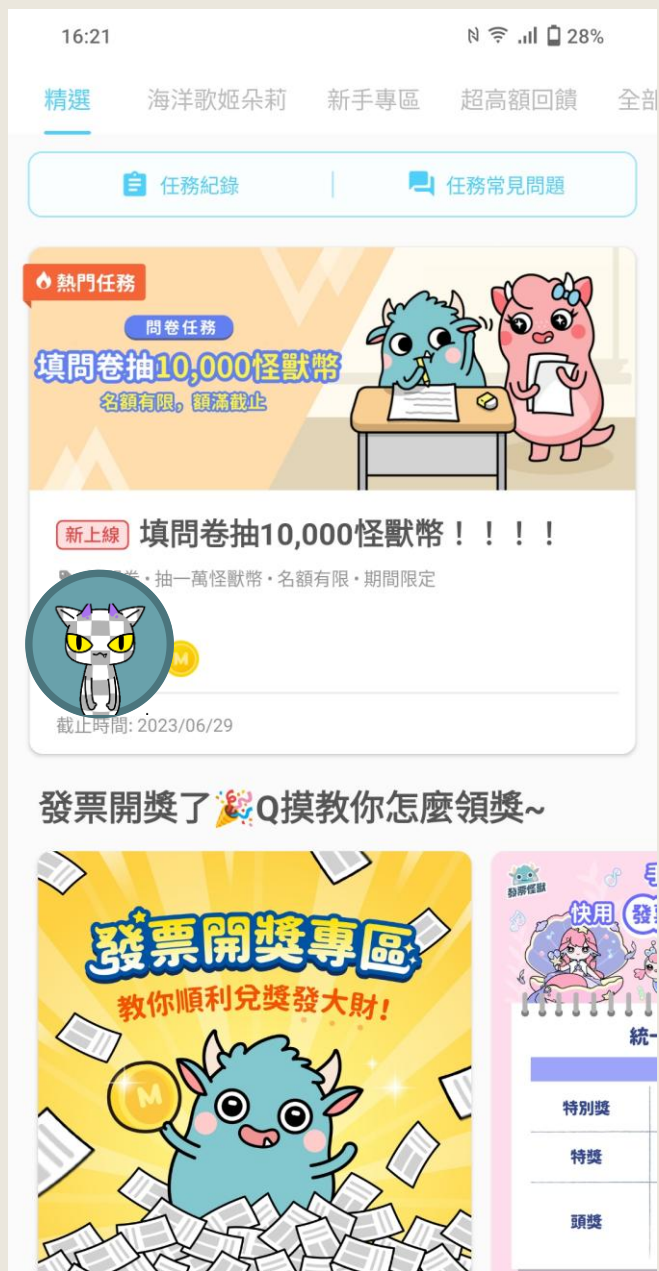 16:21
28%
精選 海洋歌姬朵莉 新手專區 超高額回饋 全部
任務紀錄
任務常見問題
熱門任務
問卷任務
填問卷抽10,000怪獸幣
名額有限，額滿截止
新上線 填問卷抽10,000怪獸幣！！！！
卷・抽一萬怪獸幣・名額有限・期間限定
M
截止時間: 2023/06/29
發票開獎了🎉Q摸教你怎麼領獎~
發票開獎專區
教你順利兌獎發大財!
M
發票怪獸
快用 發票
統一
特別獎
特獎
頭獎